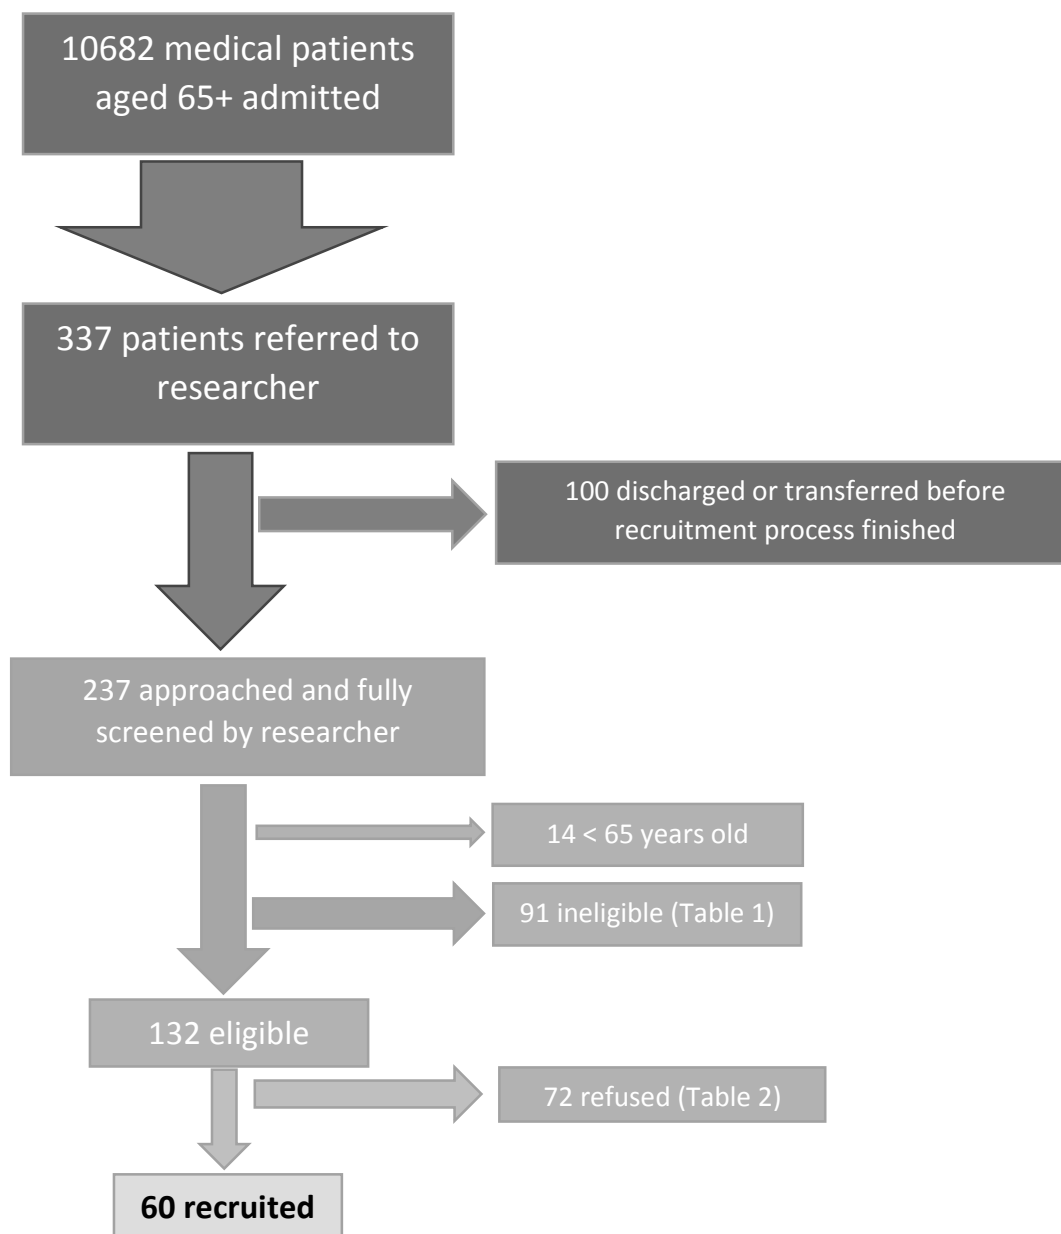 10682 medical patients
aged 65+ admitted
337 patients referred to
researcher
100 discharged or transferred before
recruitment process finished
237 approached and fully
screened by researcher
14 < 65 years old
91 ineligible (Table 1)
132 eligible
72 refused (Table 2)
60 recruited